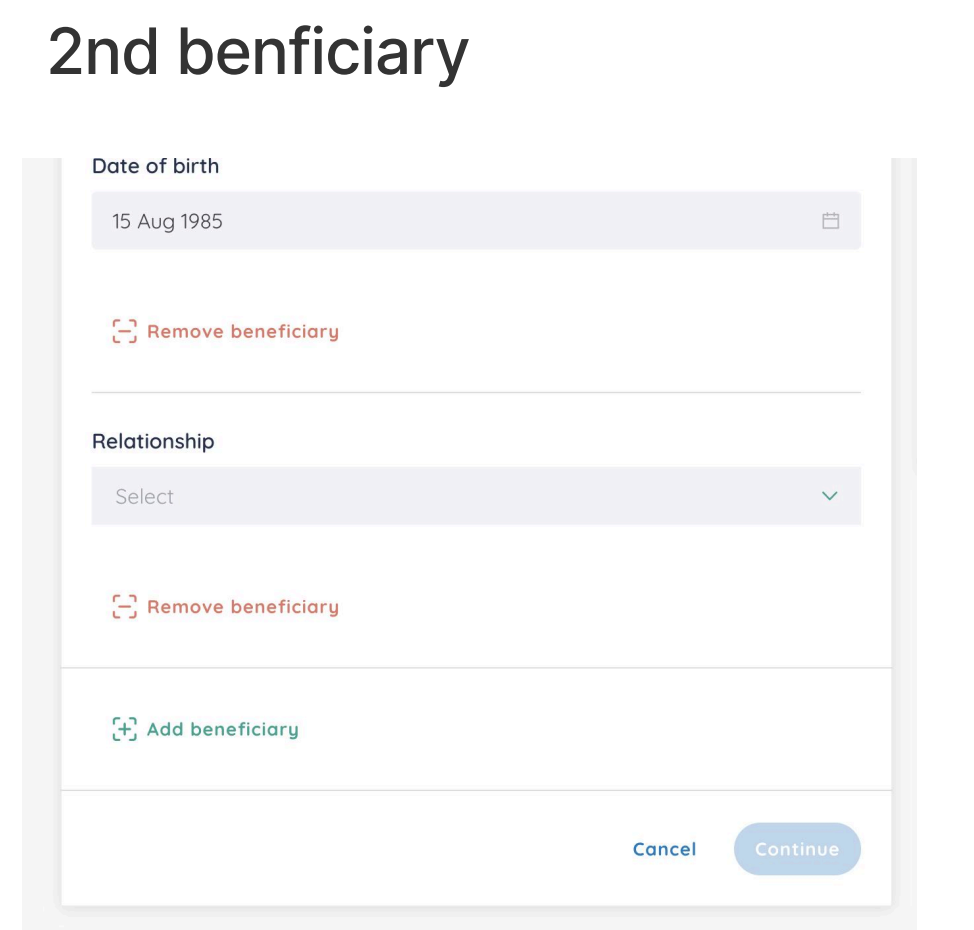 2nd benficiary
Date of birth
15 Aug 1985
Remove beneficiary
Relationship
Select
Remove beneficiary
Add beneficiary
Cancel
Continue